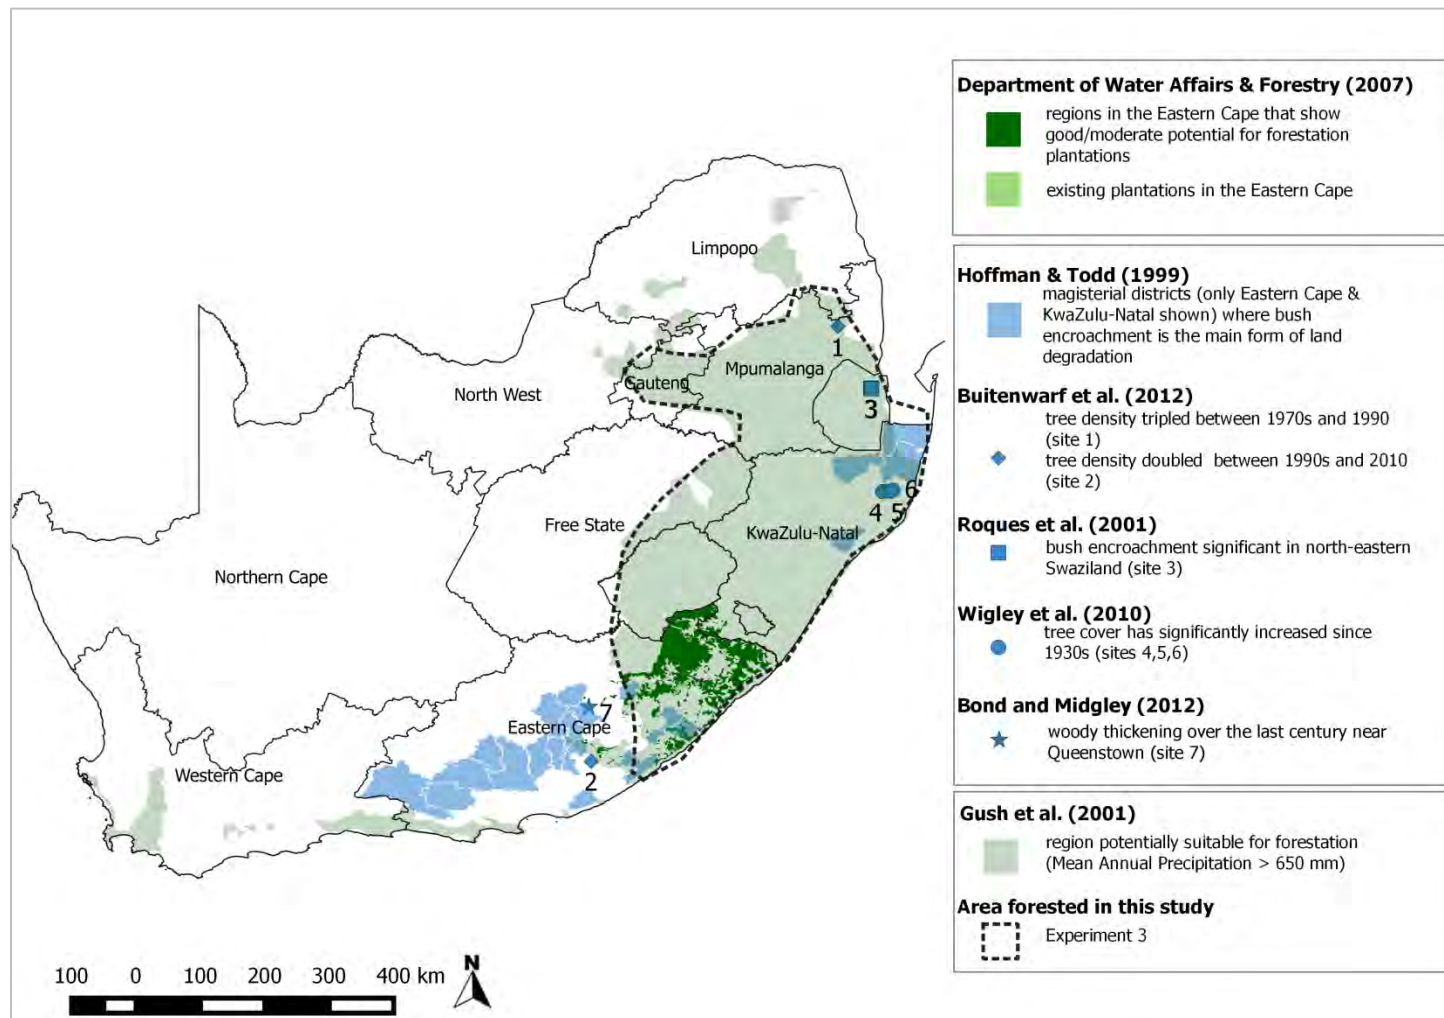 Limpopo
Mpumalanga
1
Gauteng
North West
3
6
4 5
Free State
KwaZulu-Natal
Northern Cape
7
Eastern Cape
2
Western Cape
100 0 100 200 300 400 km
N
Department of Water Affairs & Forestry (2007)
regions in the Eastern Cape that show
good/moderate potential for forestation
plantations
existing plantations in the Eastern Cape
Hoffman & Todd (1999)
magisterial districts (only Eastern Cape &
KwaZulu-Natal shown) where bush
encroachment is the main form of land
degradation
Buitenwarf et al. (2012)
tree density tripled between 1970s and 1990
(site 1)
tree density doubled between 1990s and 2010
(site 2)
Roques et al. (2001)
bush encroachment significant in north-eastern
Swaziland (site 3)
Wigley et al. (2010)
tree cover has significantly increased since
1930s (sites 4,5,6)
Bond and Midgley (2012)
woody thickening over the last century near
Queenstown (site 7)
Gush et al. (2001)
region potentially suitable for forestation
(Mean Annual Precipitation > 650 mm)
Area forested in this study
Experiment 3